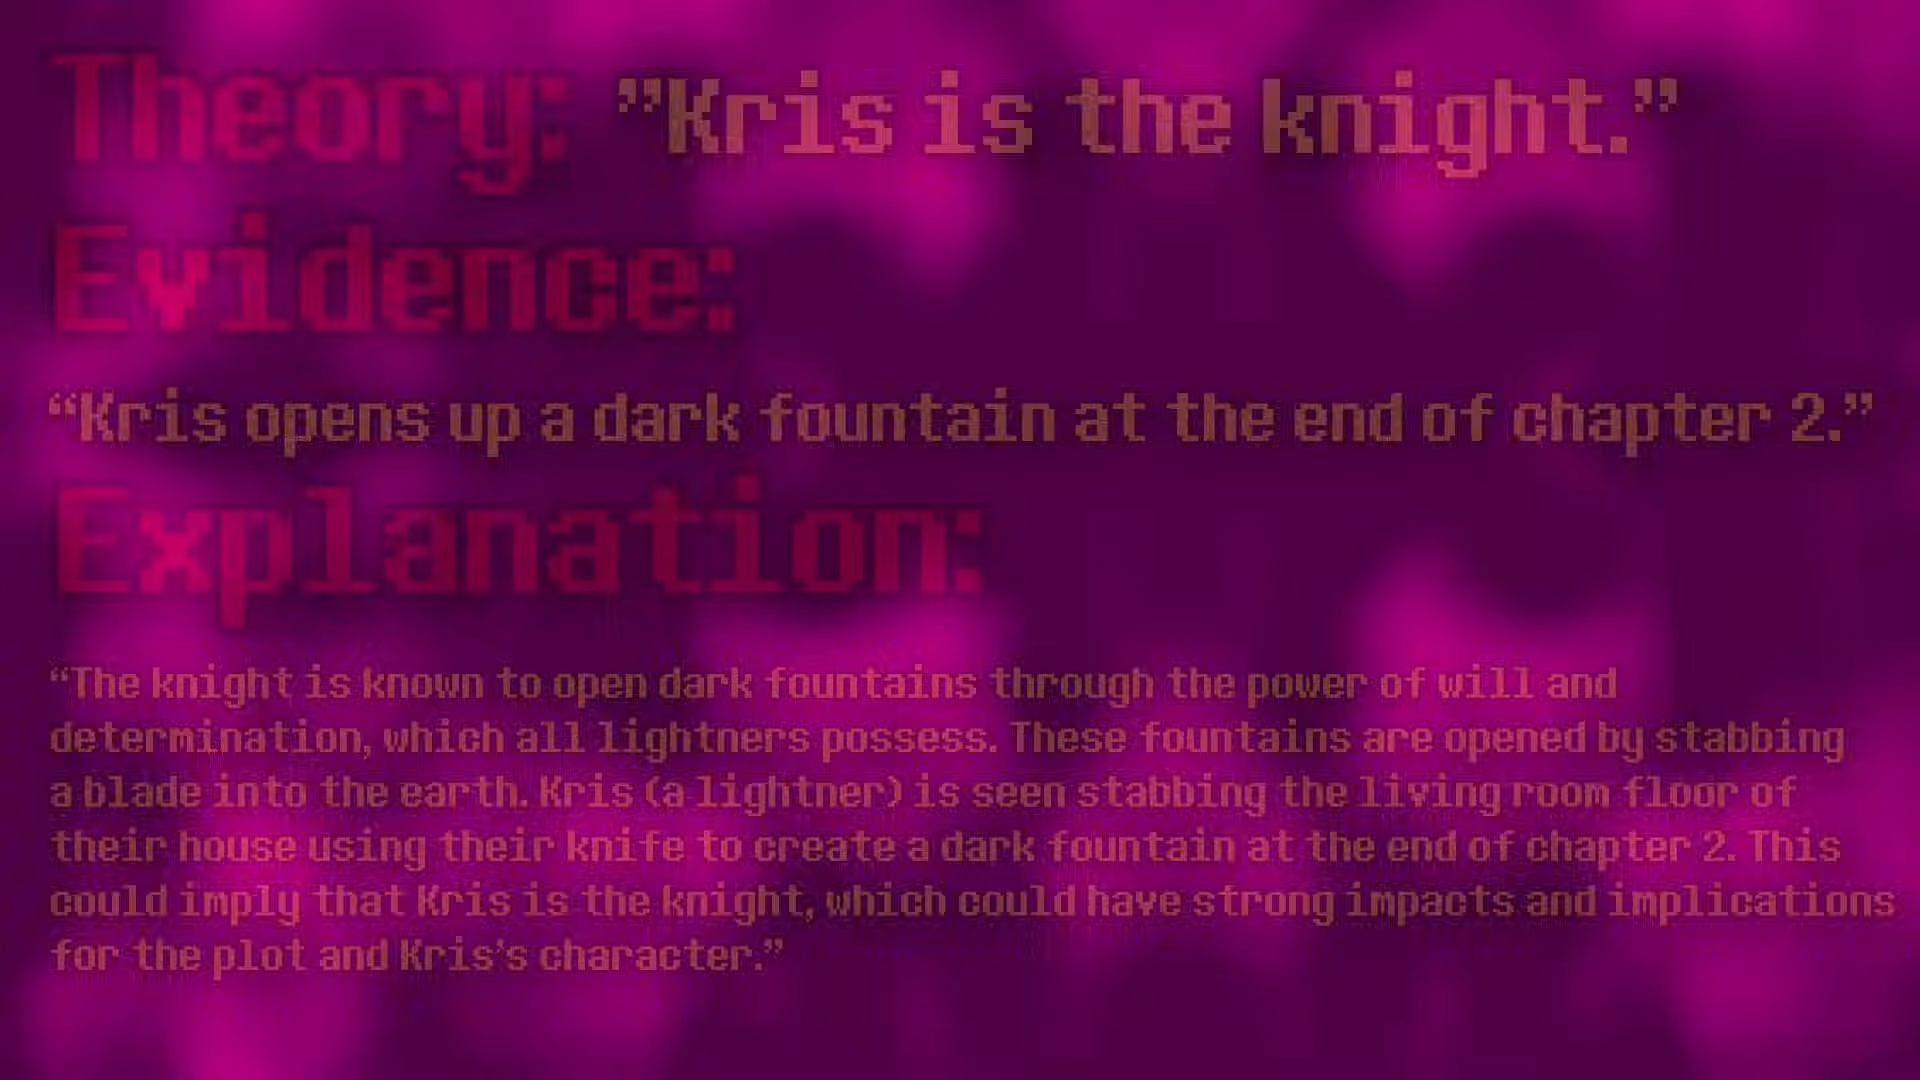 Theory: ”Kris is the knight.”
Evidence:
“Kris opens up a dark fountain at the end of chapter 2.”
Explanation:
“The knight is known to open dark fountains through the power of will and
determination, which all lightners possess. These fountains are opened by stabbing
a blade into the earth. Kris (a lightner) is seen stabbing the living room floor of
their house using their knife to create a dark fountain at the end of chapter 2. This
could imply that Kris is the knight, which could have strong impacts and implications
for the plot and Kris’s character.”